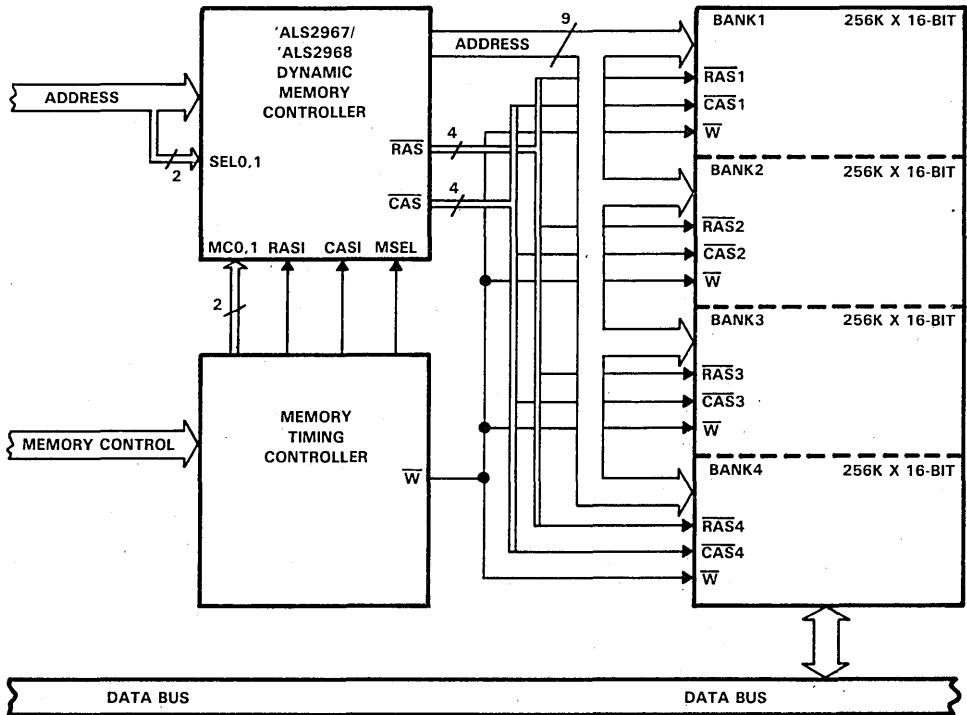 'ALS2967/
'ALS2968
DYNAMIC
MEMORY
CONTROLLER
ADDRESS
2
SEL0,1
RAS
CAS
MC0,1 RASI CASI MSEL
ADDRESS
9
4
4
2
MEMORY CONTROL
MEMORY
TIMING
CONTROLLER
W
BANK1 256K X 16-BIT
RAS1
CAS1
W
BANK2 256K X 16-BIT
RAS2
CAS2
W
BANK3 256K X 16-BIT
RAS3
CAS3
W
BANK4 256K X 16-BIT
RAS4
CAS4
W
DATA BUS DATA BUS